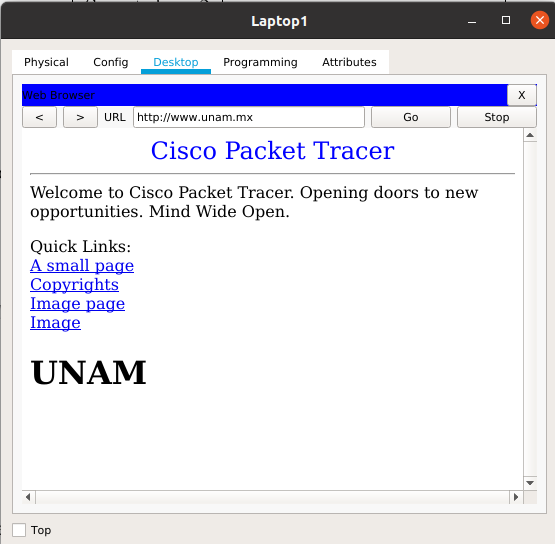 Laptop1
Physical Config Desktop Programming Attributes
Web Browser X
< > URL http://www.unam.mx Go Stop
Cisco Packet Tracer
Welcome to Cisco Packet Tracer. Opening doors to new
opportunities. Mind Wide Open.
Quick Links:
A small page
Copyrights
Image page
Image
UNAM
Top